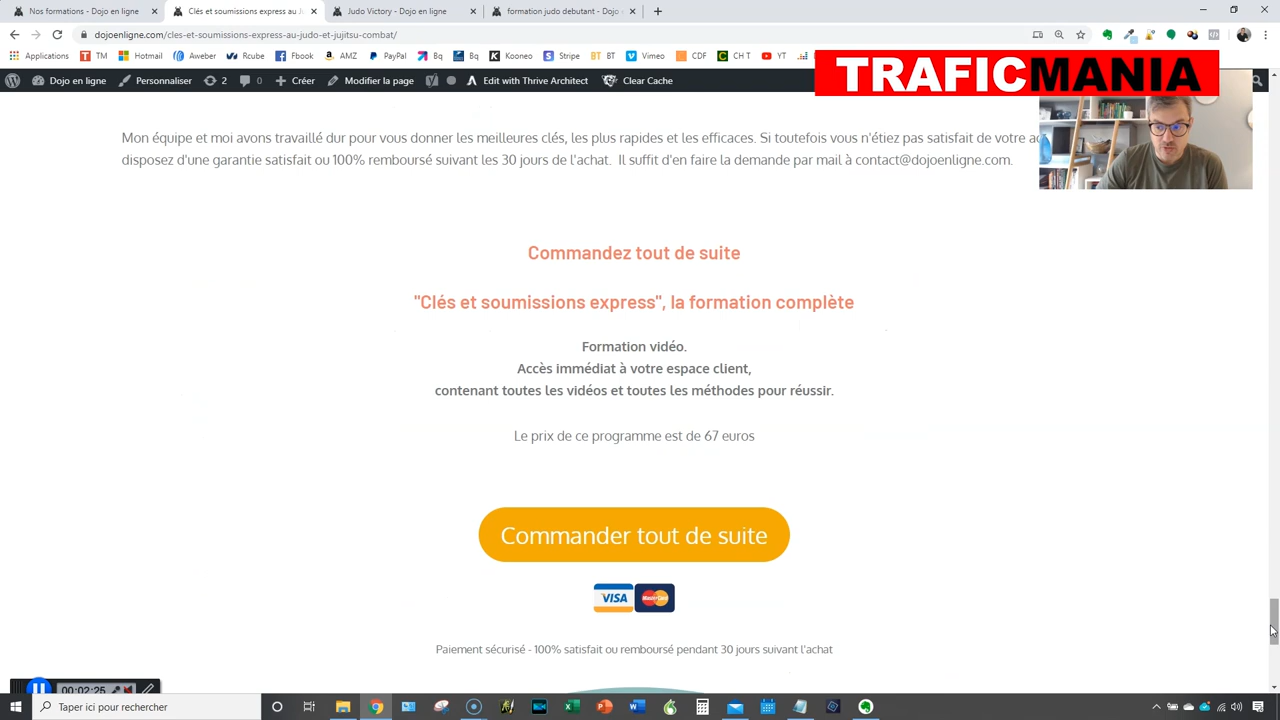 Nos formations - Dojo en ligne
Clés et soumissions express au Ju
Judo Victory - Dojo en ligne
formation judo debutant - Dojo
dojoenligne.com/cles-et-soumissions-express-au-judo-et-jujitsu-combat/
Applications TM Hotmail Aweber Rcube Fbook AMZ PayPal Bq Bq Kooneo Stripe BT Vimeo CDF CH T YT
TRAFICMANIA
Dojo en ligne Personnaliser 2 0 Créer Modifier la page Edit with Thrive Architect Clear Cache
Mon équipe et moi avons travaillé dur pour vous donner les meilleures clés, les plus rapides et les efficaces. Si toutefois vous n'étiez pas satisfait de votre
disposez d'une garantie satisfait ou 100% remboursé suivant les 30 jours de l'achat. Il suffit d'en faire la demande par mail à contact@dojoenligne.com.
Commandez tout de suite
"Clés et soumissions express", la formation complète
Formation vidéo.
Accès immédiat à votre espace client,
contenant toutes les vidéos et toutes les méthodes pour réussir.
Le prix de ce programme est de 67 euros
Commander tout de suite
VISA MasterCard
Paiement sécurisé - 100% satisfait ou remboursé pendant 30 jours suivant l'achat
00:02:25
Taper ici pour rechercher